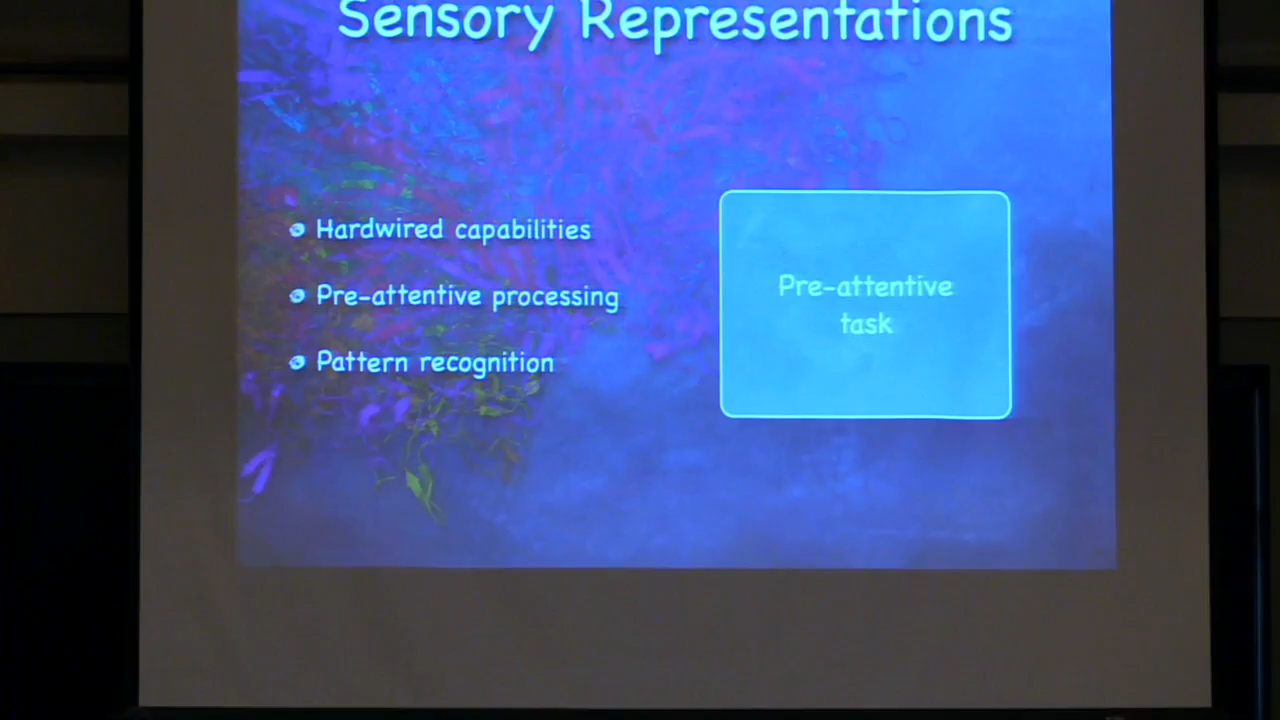 Sensory Representations
Hardwired capabilities
Pre-attentive processing
Pattern recognition
Pre-attentive
task